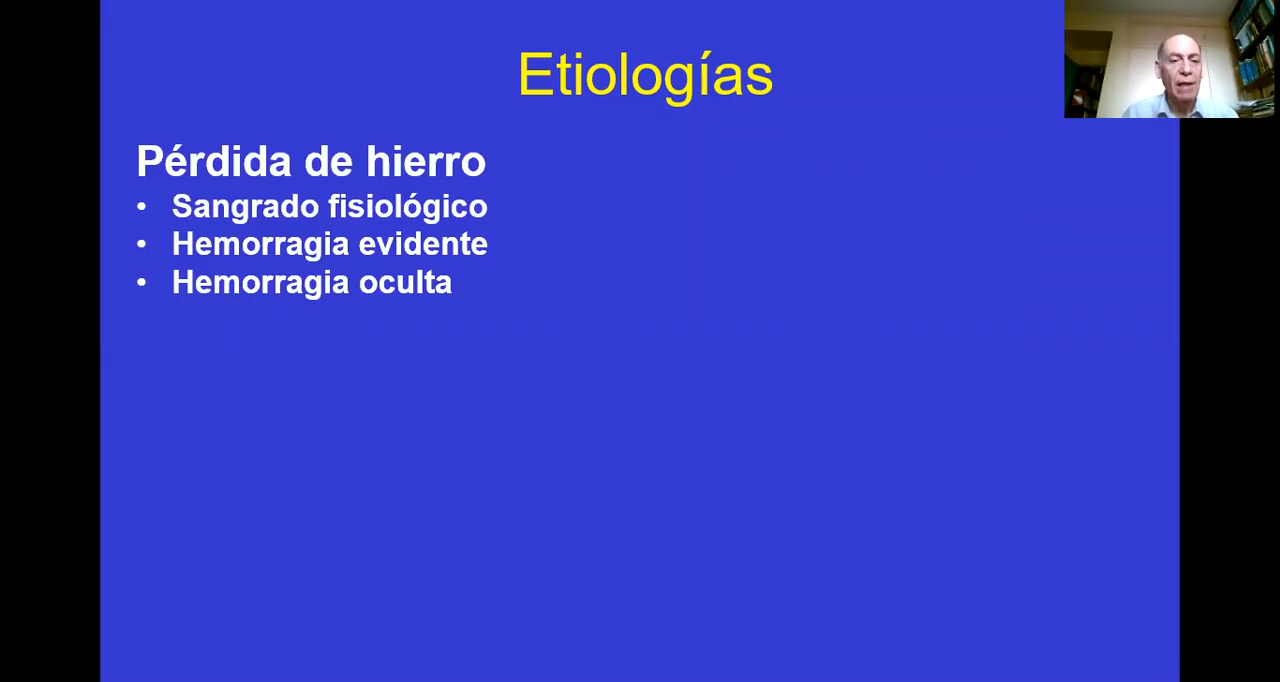 Etiologías
Pérdida de hierro
• Sangrado fisiológico
• Hemorragia evidente
• Hemorragia oculta